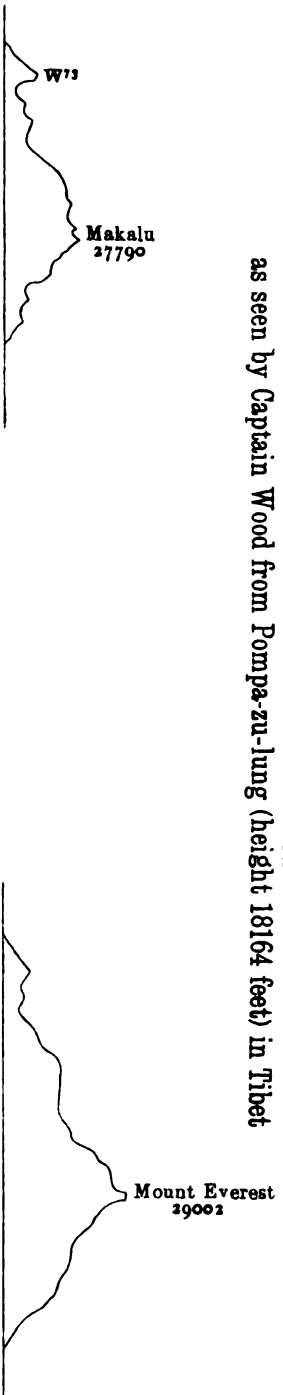 as seen by Captain Wood from Pompa-zu-lung (height 18164 feet) in Tibet
W73
Makalu
27790
Mount Everest
29002